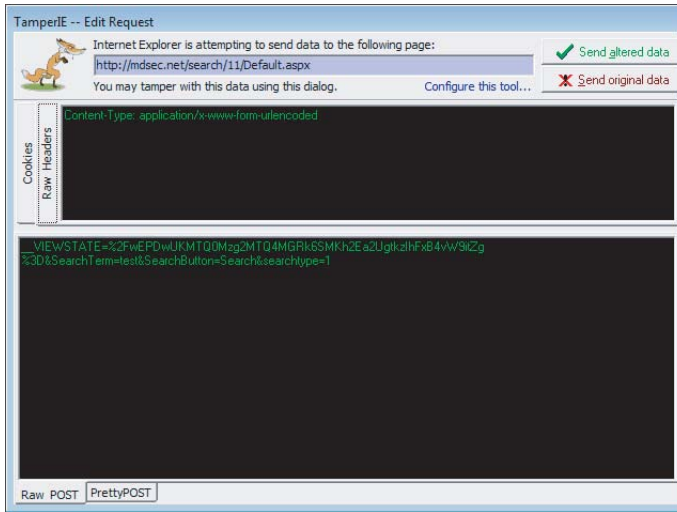 TamperIE -- Edit Request
Internet Explorer is attempting to send data to the following page:
http://mdsec.net/search/11/Default.aspx
You may tamper with this data using this dialog.
Configure this tool...
Send altered data
Send original data
Cookies
Raw Headers
Content-Type: application/x-www-form-urlencoded
%3D&SearchTerm=test&SearchButton=Search&searchtype=1
Raw POST
PrettyPOST